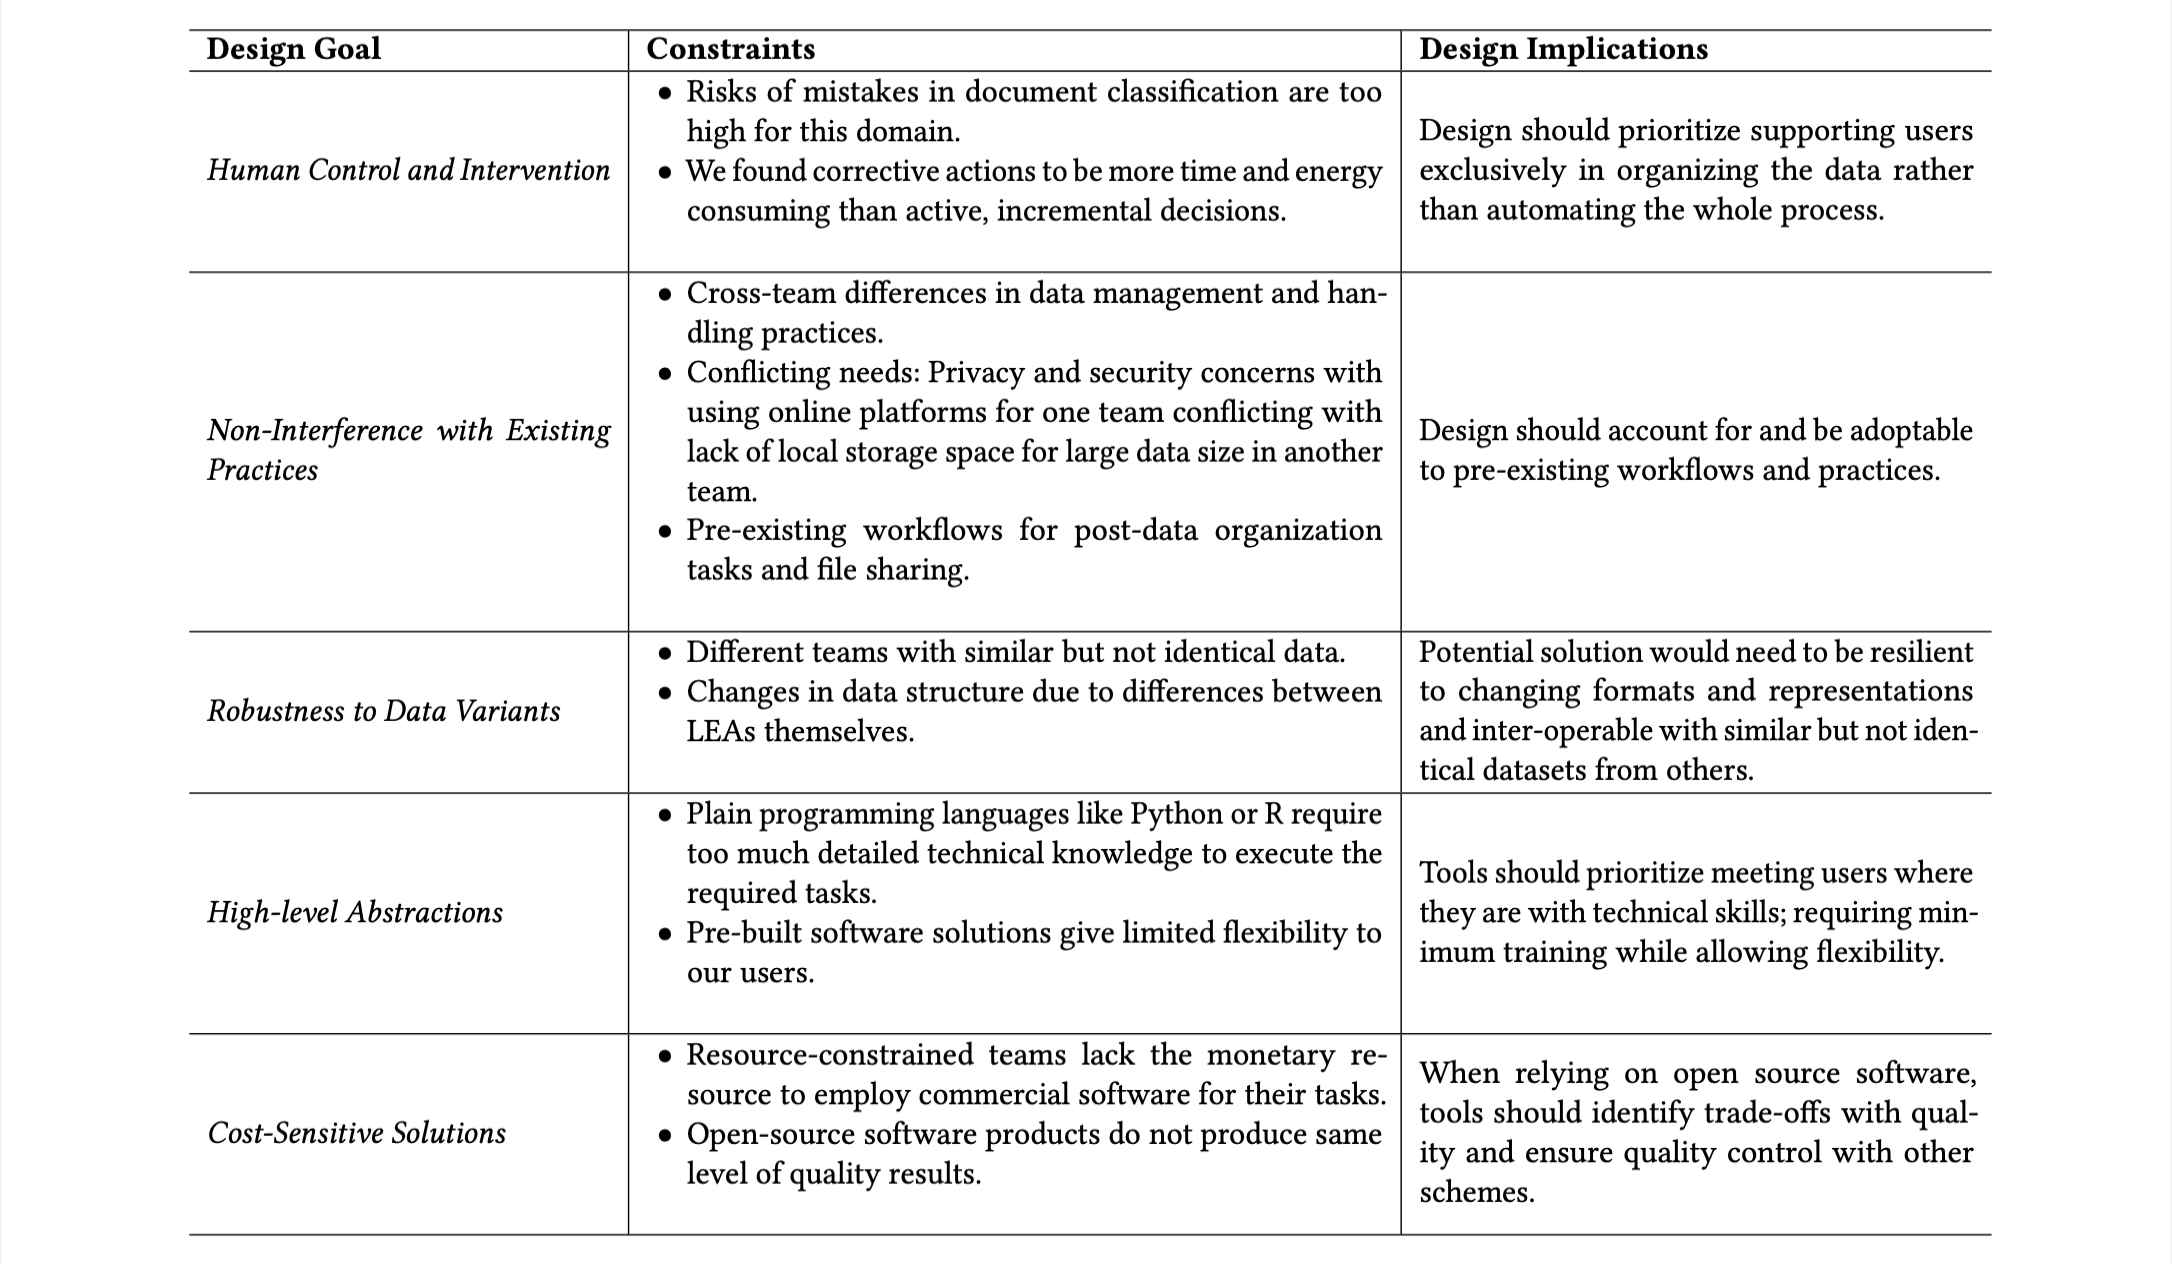 Design Goal
Constraints
Design Implications
Human Control and Intervention
● Risks of mistakes in document classification are too
high for this domain.
● We found corrective actions to be more time and energy
consuming than active, incremental decisions.
Design should prioritize supporting users
exclusively in organizing the data rather
than automating the whole process.
Non-Interference with Existing
Practices
● Cross-team differences in data management and han-
dling practices.
● Conflicting needs: Privacy and security concerns with
using online platforms for one team conflicting with
lack of local storage space for large data size in another
team.
● Pre-existing workflows for post-data organization
tasks and file sharing.
Design should account for and be adoptable
to pre-existing workflows and practices.
Robustness to Data Variants
● Different teams with similar but not identical data.
● Changes in data structure due to differences between
LEAs themselves.
Potential solution would need to be resilient
to changing formats and representations
and inter-operable with similar but not iden-
tical datasets from others.
High-level Abstractions
● Plain programming languages like Python or R require
too much detailed technical knowledge to execute the
required tasks.
● Pre-built software solutions give limited flexibility to
our users.
Tools should prioritize meeting users where
they are with technical skills; requiring min-
imum training while allowing flexibility.
Cost-Sensitive Solutions
● Resource-constrained teams lack the monetary re-
source to employ commercial software for their tasks.
● Open-source software products do not produce same
level of quality results.
When relying on open source software,
tools should identify trade-offs with qual-
ity and ensure quality control with other
schemes.